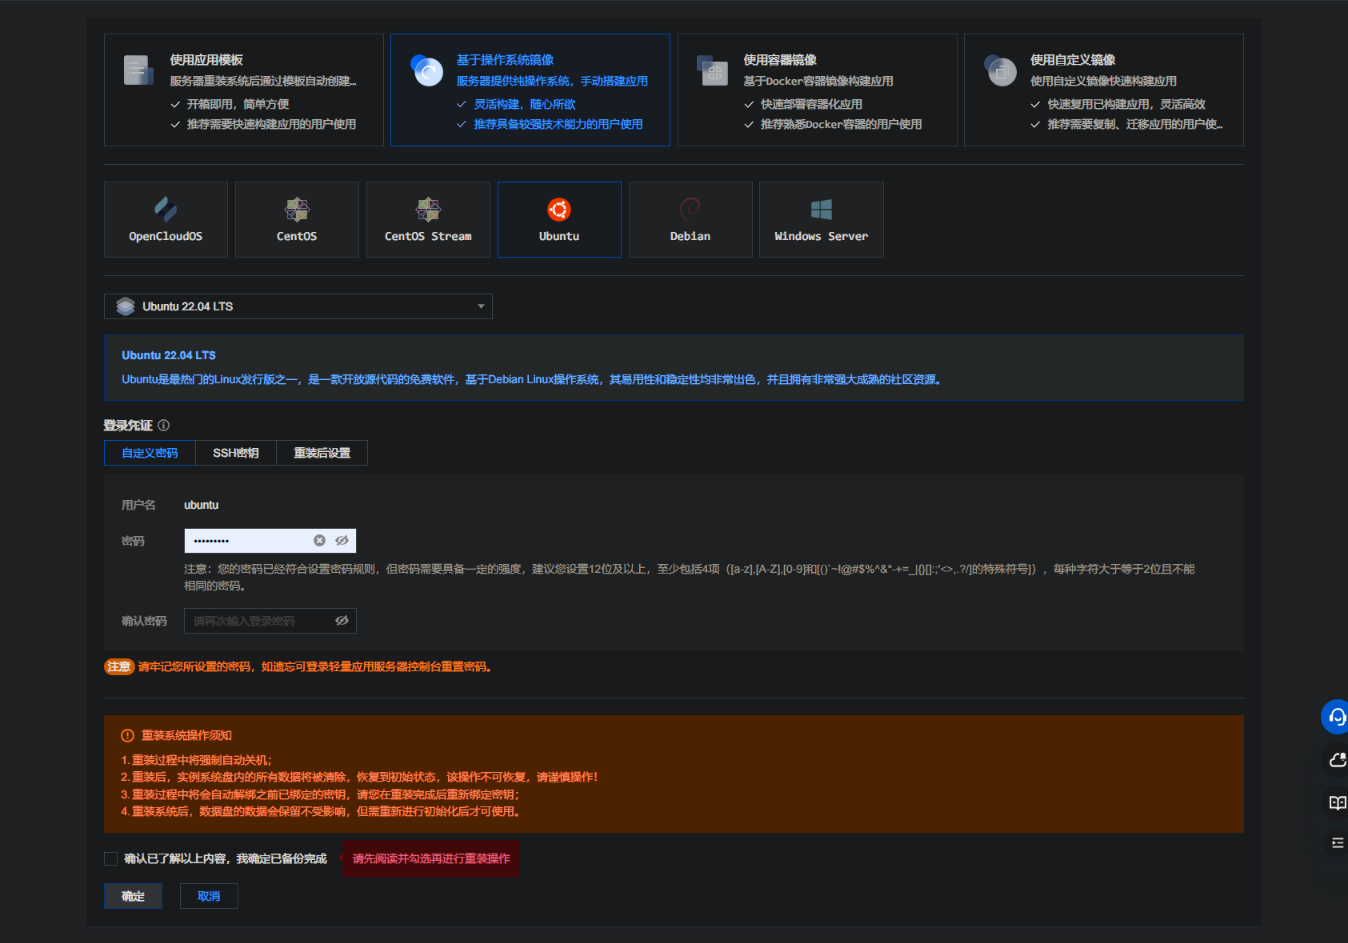 使用应用模板
服务器重装系统后通过模板自动创建...
开箱即用，简单方便
推荐需要快速构建应用的用户使用
基于操作系统镜像
服务器提供纯操作系统，手动搭建应用
灵活构建，随心所欲
推荐具备较强技术能力的用户使用
使用容器镜像
基于Docker容器镜像构建应用
快速部署容器化应用
推荐熟悉Docker容器的用户使用
使用自定义镜像
使用自定义镜像快速构建应用
快速复用已构建应用，灵活高效
推荐需要复制、迁移应用的用户使...
OpenCloudOS
CentOS
CentOS Stream
Ubuntu
Debian
Windows Server
Ubuntu 22.04 LTS
Ubuntu 22.04 LTS
Ubuntu是最热门的Linux发行版之一，是一款开放源代码的免费软件，基于Debian Linux操作系统，其易用性和稳定性均非常出色，并且拥有非常强大成熟的社区资源。
登录凭证
自定义密码
SSH密钥
重装后设置
用户名 ubuntu
密码 •••••••••
注意：您的密码已经符合设置密码规则，但密码需要具备一定的强度，建议您设置12位及以上，至少包括4项（[a-z],[A-Z],[0-9]和[()`~!@#$%^&*-+=_|{}[]:;'<>,.?/]的特殊符号]），每种字符大于等于2位且不能
相同的密码。
确认密码 请再次输入登录密码
注意 请牢记您所设置的密码，如遗忘可登录轻量应用服务器控制台重置密码。
重装系统操作须知
1. 重装过程中将强制自动关机；
2. 重装后，实例系统盘内的所有数据将被清除，恢复到初始状态，该操作不可恢复，请谨慎操作！
3. 重装过程中将会自动解绑之前已绑定的密钥，请您在重装完成后重新绑定密钥；
4. 重装系统后，数据盘的数据会保留不受影响，但需重新进行初始化后才可使用。
确认已了解以上内容，我确定已备份完成
请先阅读并勾选再进行重装操作
确定
取消